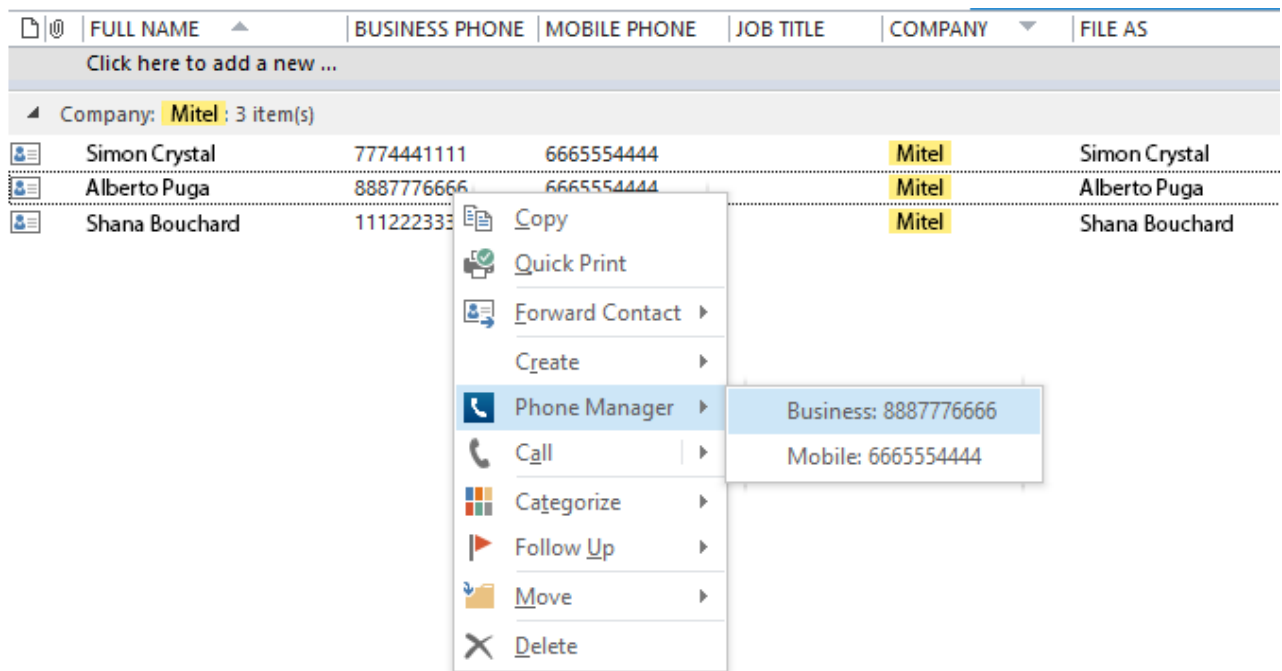 FULL NAME BUSINESS PHONE MOBILE PHONE JOB TITLE COMPANY FILE AS
Click here to add a new ...
Company: Mitel : 3 item(s)
Simon Crystal 7774441111 6665554444 Mitel Simon Crystal
Alberto Puga 8887776666 6665554444 Mitel Alberto Puga
Shana Bouchard 111222333 Mitel Shana Bouchard
Copy
Quick Print
Forward Contact
Create
Phone Manager
Business: 8887776666
Mobile: 6665554444
Call
Categorize
Follow Up
Move
Delete